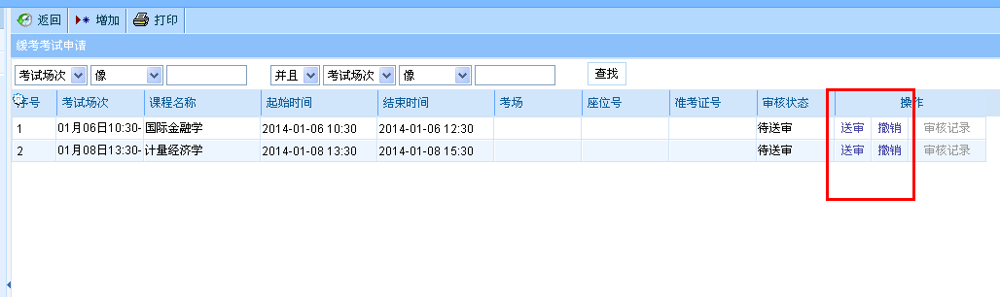 返回 增加 打印
缓考考试申请
考试场次 像 并且 考试场次 像 查找
序号 考试场次 课程名称 起始时间 结束时间 考场 座位号 准考证号 审核状态 操作
1 01月06日10:30- 国际金融学 2014-01-06 10:30 2014-01-06 12:30 待送审 送审 撤销 审核记录
2 01月08日13:30- 计量经济学 2014-01-08 13:30 2014-01-08 15:30 待送审 送审 撤销 审核记录